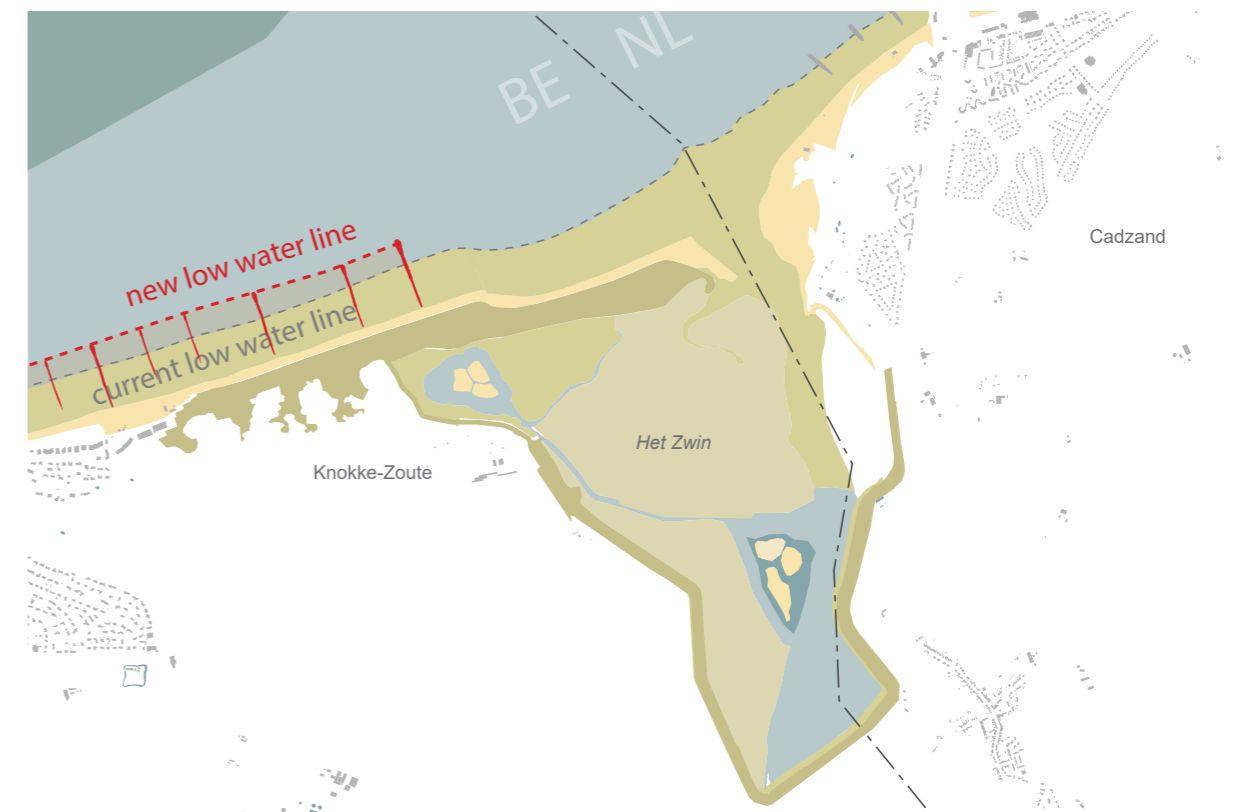 BE NL
new low water line
current low water line
Cadzand
Het Zwin
Knokke-Zoute